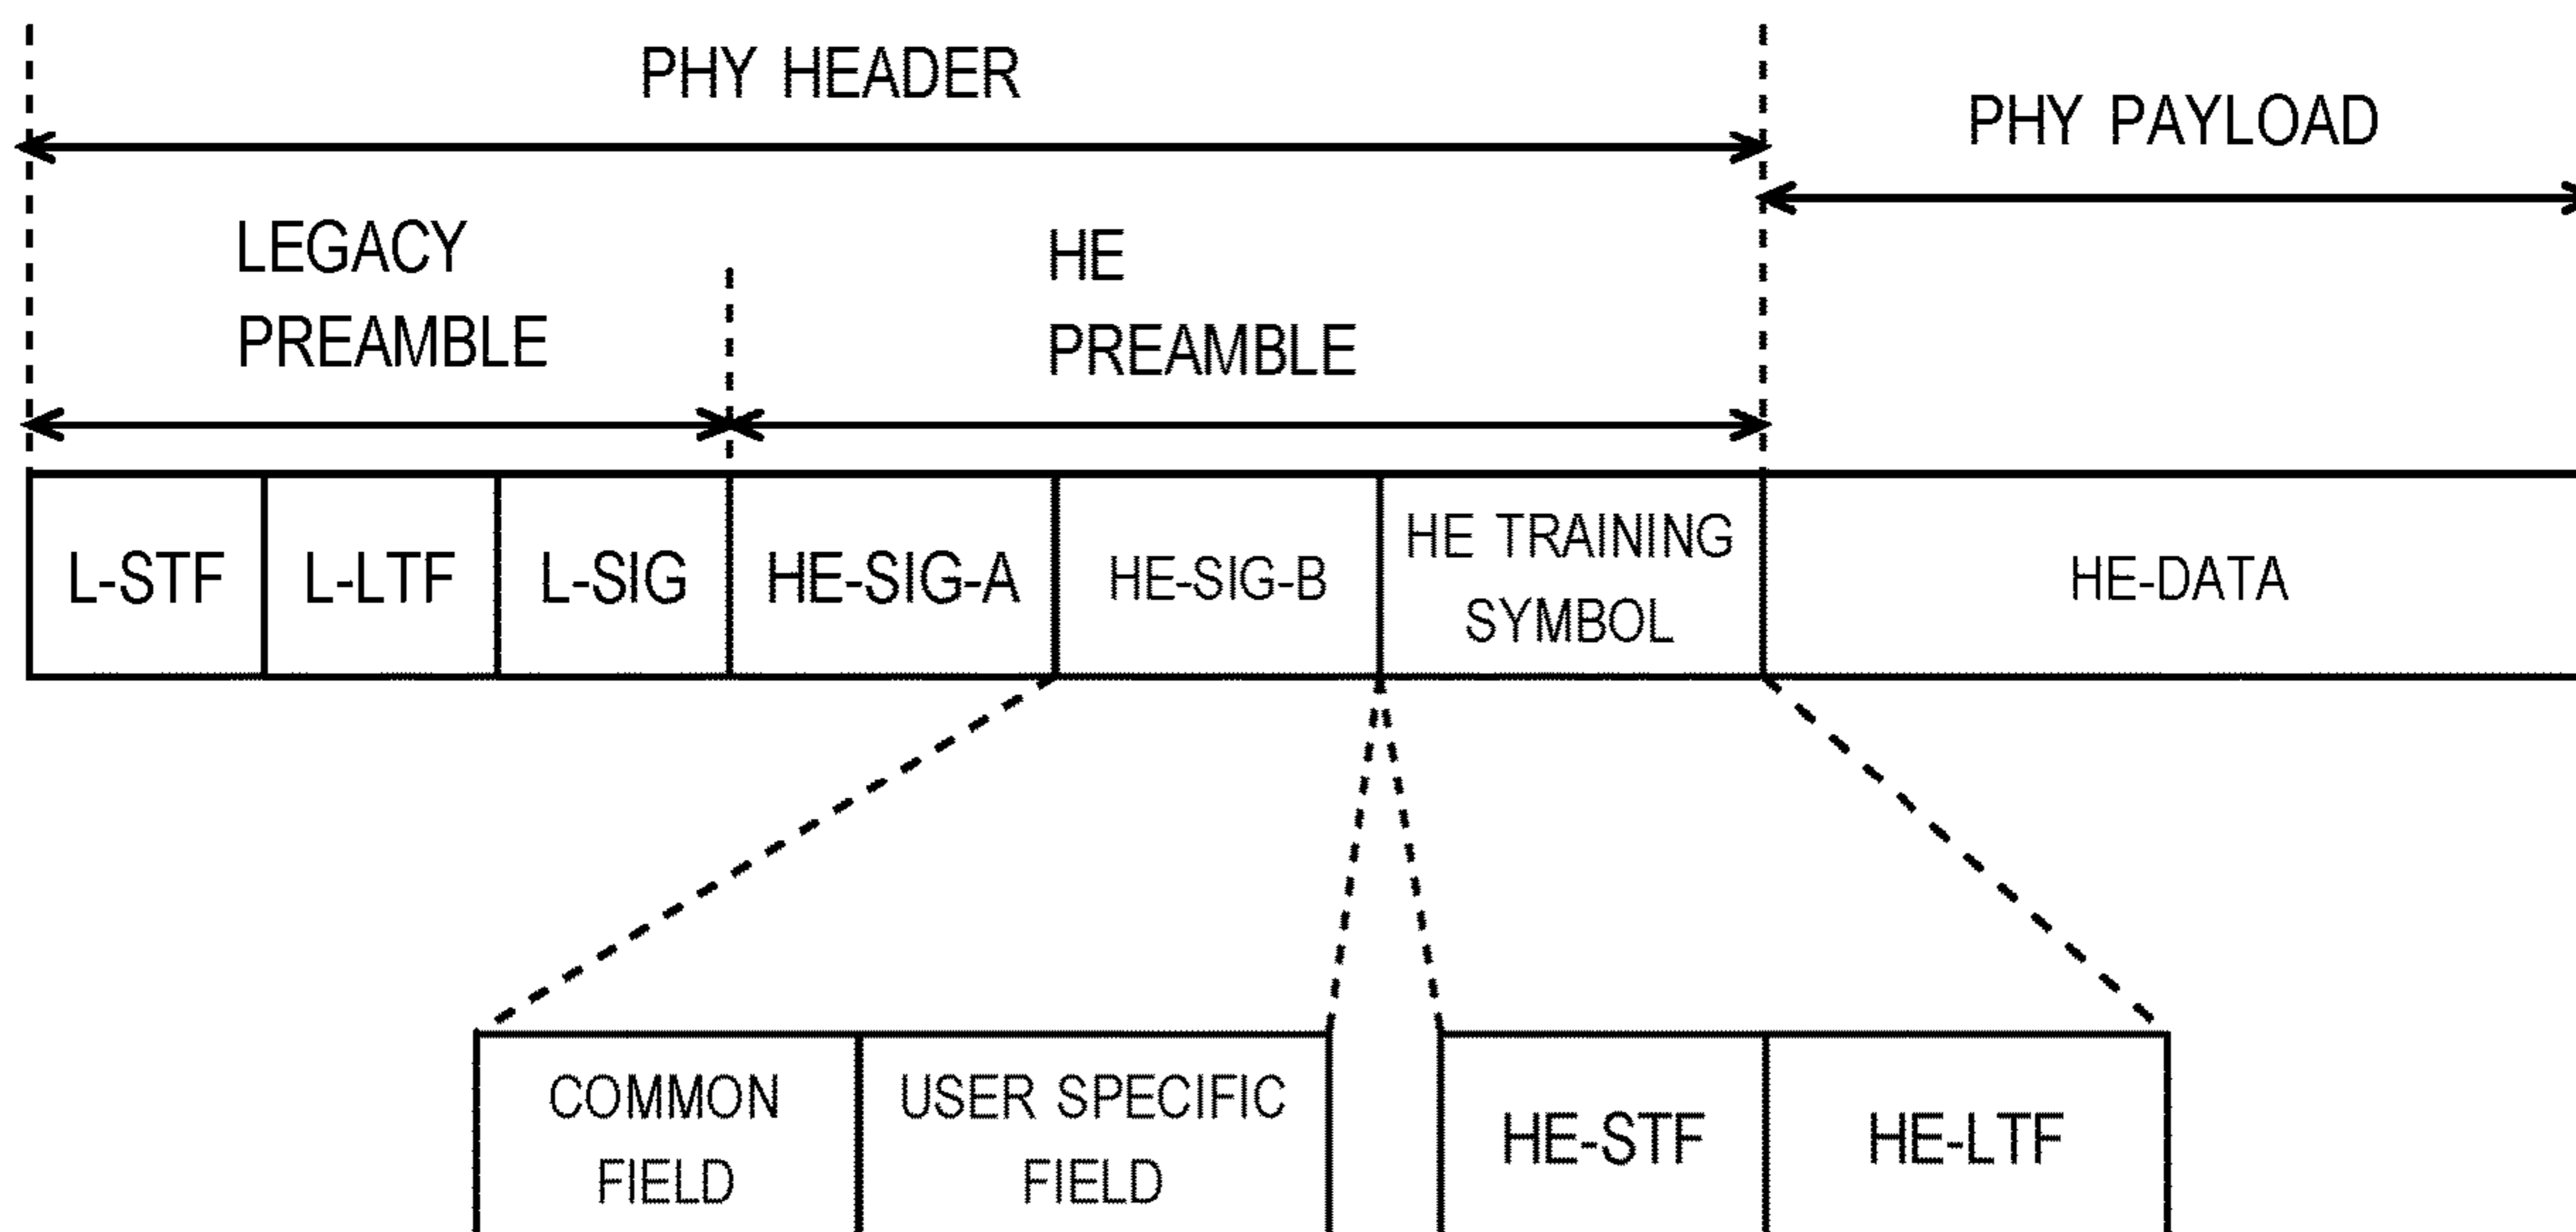 PHY HEADER
PHY PAYLOAD
LEGACY
PREAMBLE
HE
PREAMBLE
L-STF
L-LTF
L-SIG
HE-SIG-A
HE-SIG-B
HE TRAINING
SYMBOL
HE-DATA
COMMON
FIELD
USER SPECIFIC
FIELD
HE-STF
HE-LTF